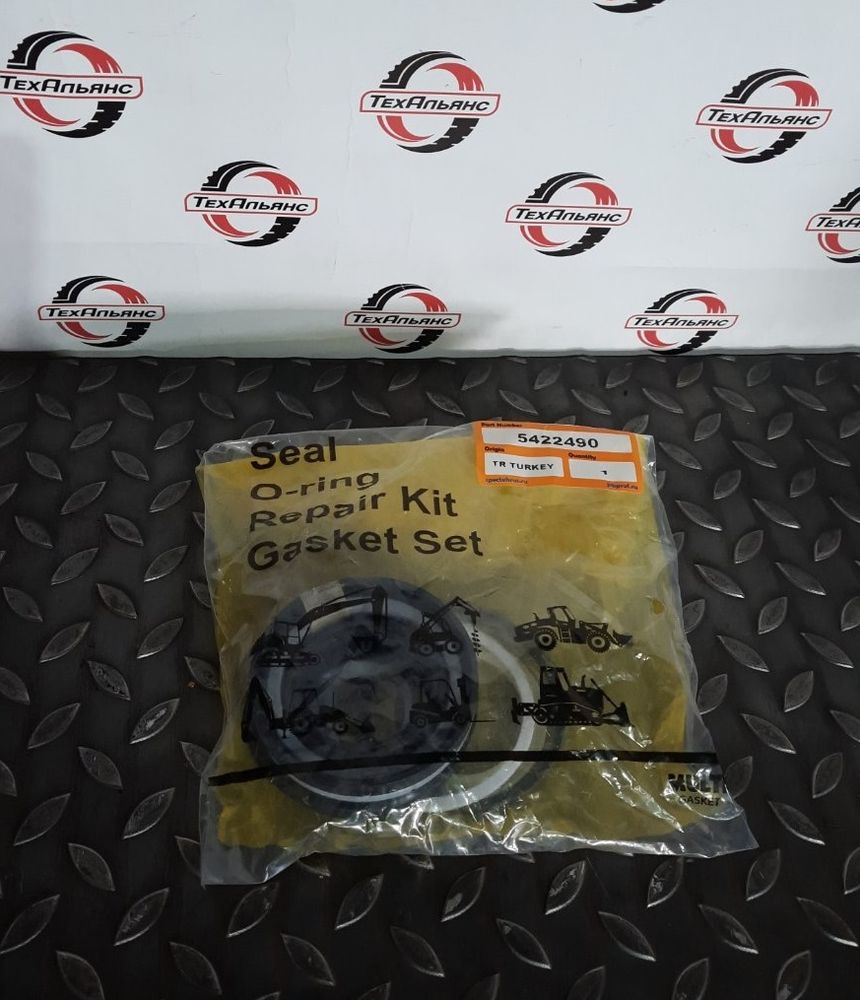 ТехАльянс
ТехАльянс
ТехАльянс
ТехАльянс
ТехАльянс
ТехАльянс
ТехАльянс
ТехАльянс
Part Number
5422490
Origin
Quantity
TR TURKEY
1
Seal
O-ring
Repair Kit
Gasket Set
MULTI
GASKET